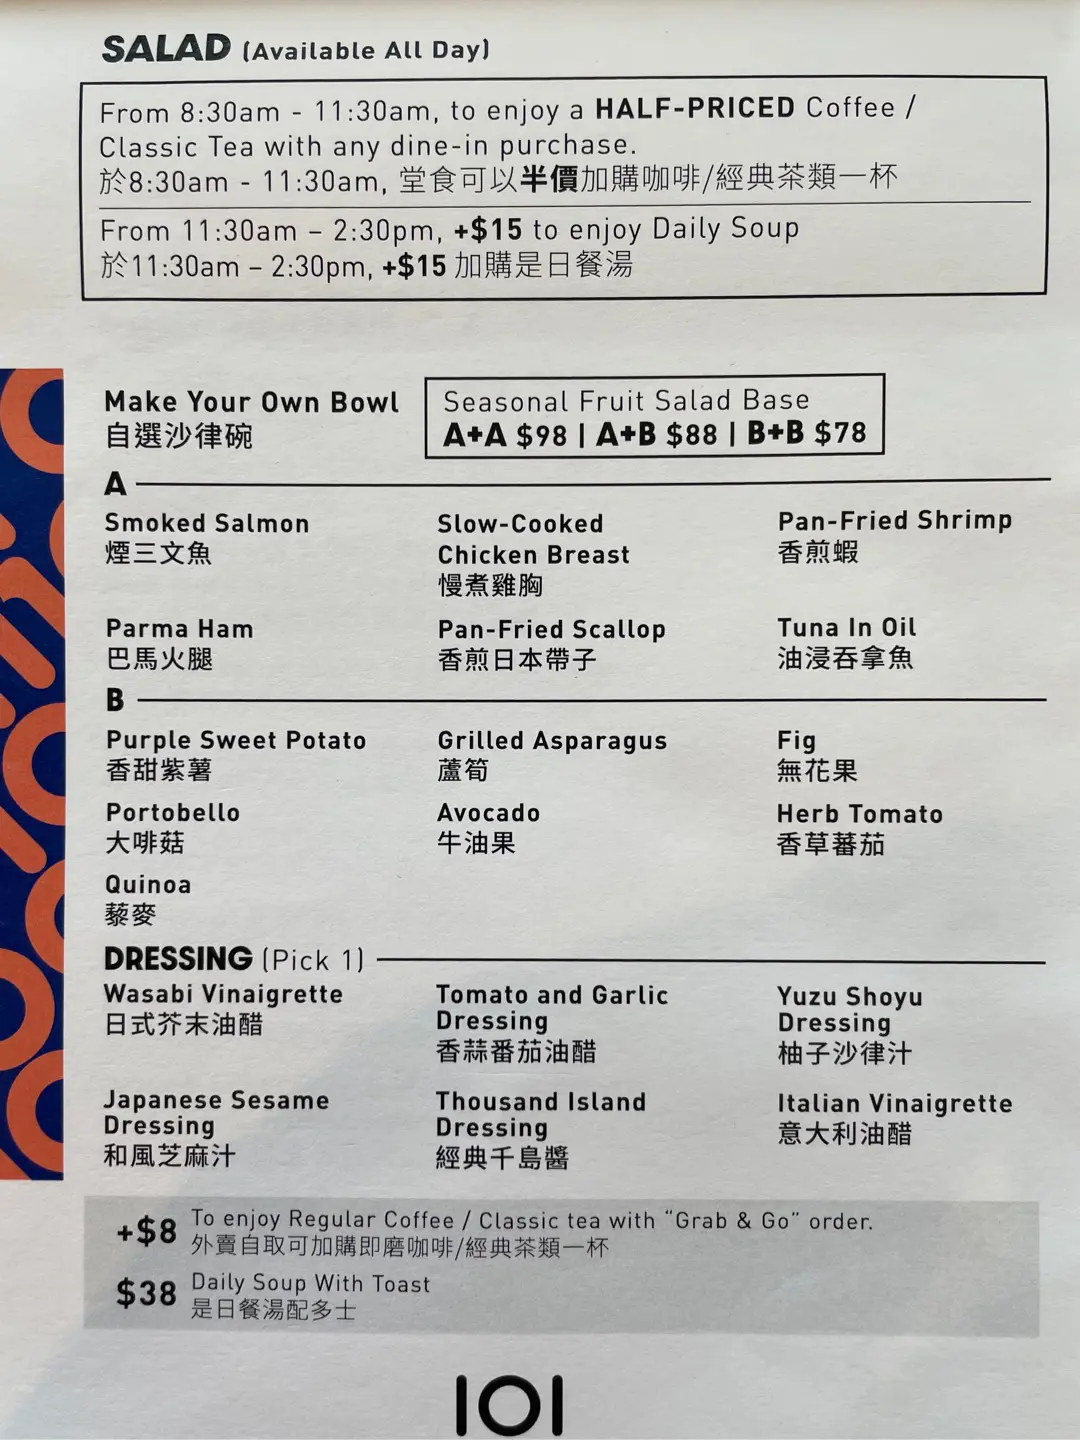 SALAD (Available All Day)
From 8:30am - 11:30am, to enjoy a HALF-PRICED Coffee /
Classic Tea with any dine-in purchase.
於8:30am - 11:30am, 堂食可以半價加購咖啡/經典茶類一杯
From 11:30am – 2:30pm, +$15 to enjoy Daily Soup
於11:30am – 2:30pm, +$15 加購是日餐湯
Make Your Own Bowl
自選沙律碗
Seasonal Fruit Salad Base
A+A $98 | A+B $88 | B+B $78
A
Smoked Salmon
煙三文魚
Slow-Cooked
Chicken Breast
慢煮雞胸
Pan-Fried Shrimp
香煎蝦
Parma Ham
巴馬火腿
Pan-Fried Scallop
香煎日本帶子
Tuna In Oil
油浸吞拿魚
B
Purple Sweet Potato
香甜紫薯
Grilled Asparagus
蘆筍
Fig
無花果
Portobello
大啡菇
Avocado
牛油果
Herb Tomato
香草蕃茄
Quinoa
藜麥
DRESSING (Pick 1)
Wasabi Vinaigrette
日式芥末油醋
Tomato and Garlic
Dressing
香蒜番茄油醋
Yuzu Shoyu
Dressing
柚子沙律汁
Japanese Sesame
Dressing
和風芝麻汁
Thousand Island
Dressing
經典千島醬
Italian Vinaigrette
意大利油醋
+$8 To enjoy Regular Coffee / Classic tea with “Grab & Go” order.
外賣自取可加購即磨咖啡/經典茶類一杯
$38 Daily Soup With Toast
是日餐湯配多士
101